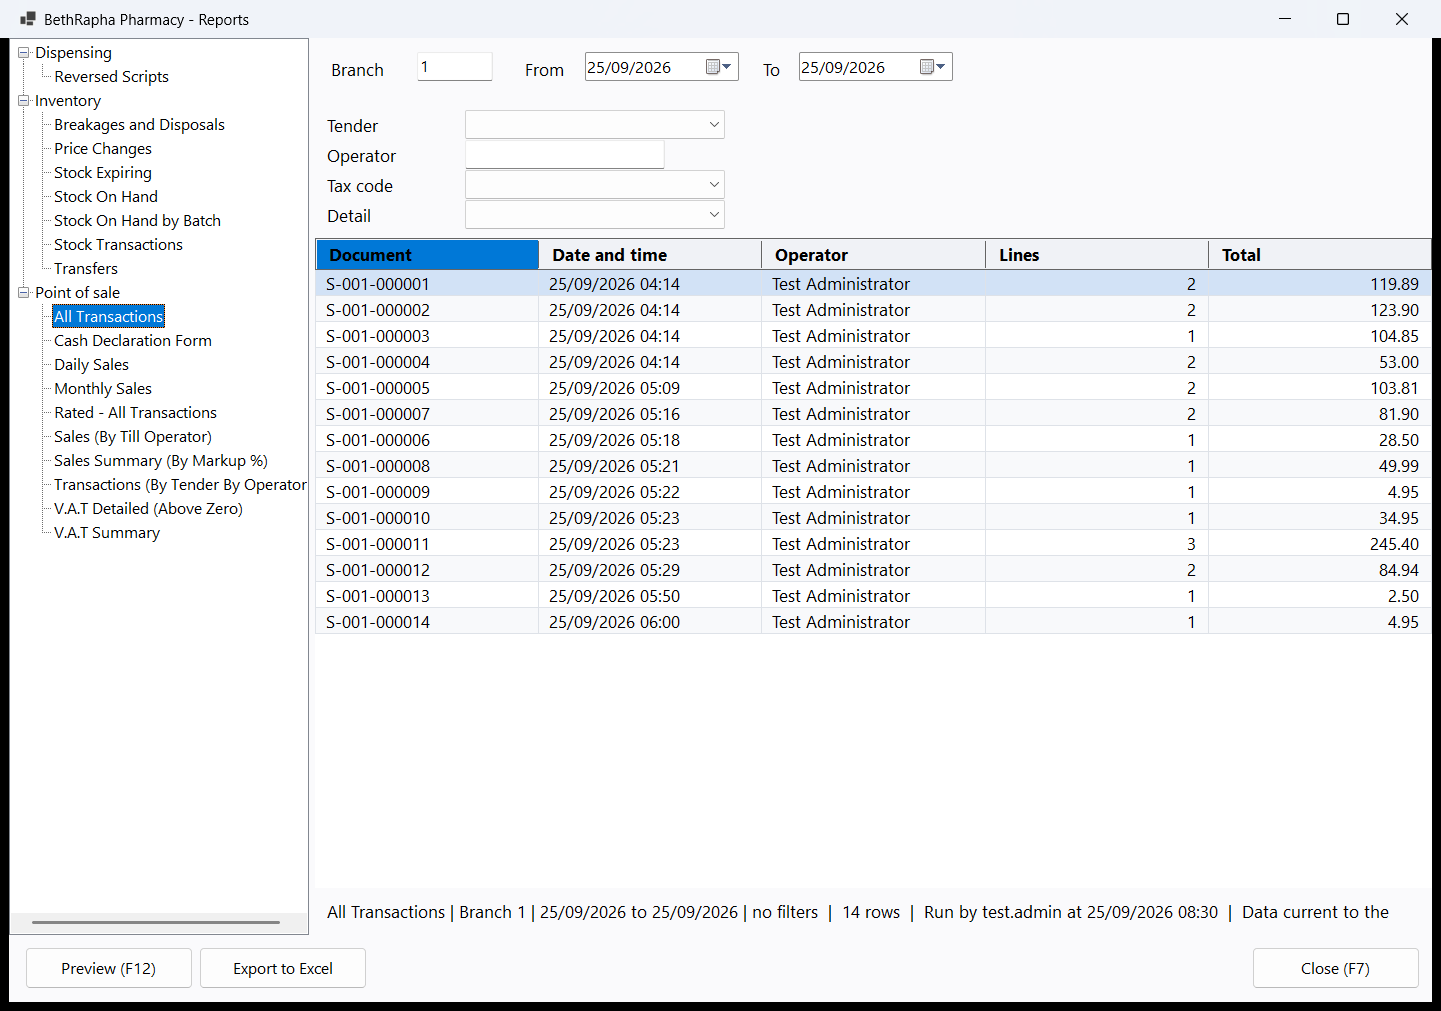 BethRapha Pharmacy - Reports
Dispensing
Reversed Scripts
Inventory
Breakages and Disposals
Price Changes
Stock Expiring
Stock On Hand
Stock On Hand by Batch
Stock Transactions
Transfers
Point of sale
All Transactions
Cash Declaration Form
Daily Sales
Monthly Sales
Rated - All Transactions
Sales (By Till Operator)
Sales Summary (By Markup %)
Transactions (By Tender By Operator
V.A.T Detailed (Above Zero)
V.A.T Summary
Branch 1 From 25/09/2026 To 25/09/2026
Tender
Operator
Tax code
Detail
Document Date and time Operator Lines Total
S-001-000001 25/09/2026 04:14 Test Administrator 2 119.89
S-001-000002 25/09/2026 04:14 Test Administrator 2 123.90
S-001-000003 25/09/2026 04:14 Test Administrator 1 104.85
S-001-000004 25/09/2026 04:14 Test Administrator 2 53.00
S-001-000005 25/09/2026 05:09 Test Administrator 2 103.81
S-001-000007 25/09/2026 05:16 Test Administrator 2 81.90
S-001-000006 25/09/2026 05:18 Test Administrator 1 28.50
S-001-000008 25/09/2026 05:21 Test Administrator 1 49.99
S-001-000009 25/09/2026 05:22 Test Administrator 1 4.95
S-001-000010 25/09/2026 05:23 Test Administrator 1 34.95
S-001-000011 25/09/2026 05:23 Test Administrator 3 245.40
S-001-000012 25/09/2026 05:29 Test Administrator 2 84.94
S-001-000013 25/09/2026 05:50 Test Administrator 1 2.50
S-001-000014 25/09/2026 06:00 Test Administrator 1 4.95
All Transactions | Branch 1 | 25/09/2026 to 25/09/2026 | no filters | 14 rows | Run by test.admin at 25/09/2026 08:30 | Data current to the
Preview (F12) Export to Excel Close (F7)